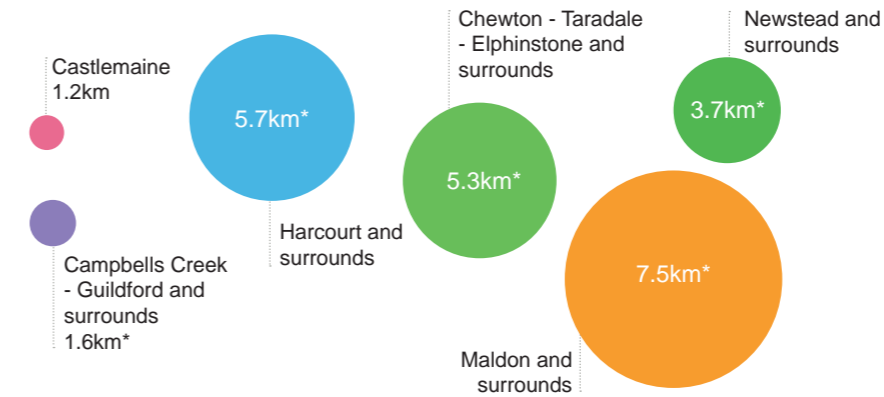 Castlemaine
1.2km
5.7km*
Harcourt and
surrounds
Campbells Creek
- Guildford and
surrounds
1.6km*
Chewton - Taradale
- Elphinstone and
surrounds
5.3km*
Newstead and
surrounds
3.7km*
7.5km*
Maldon and
surrounds